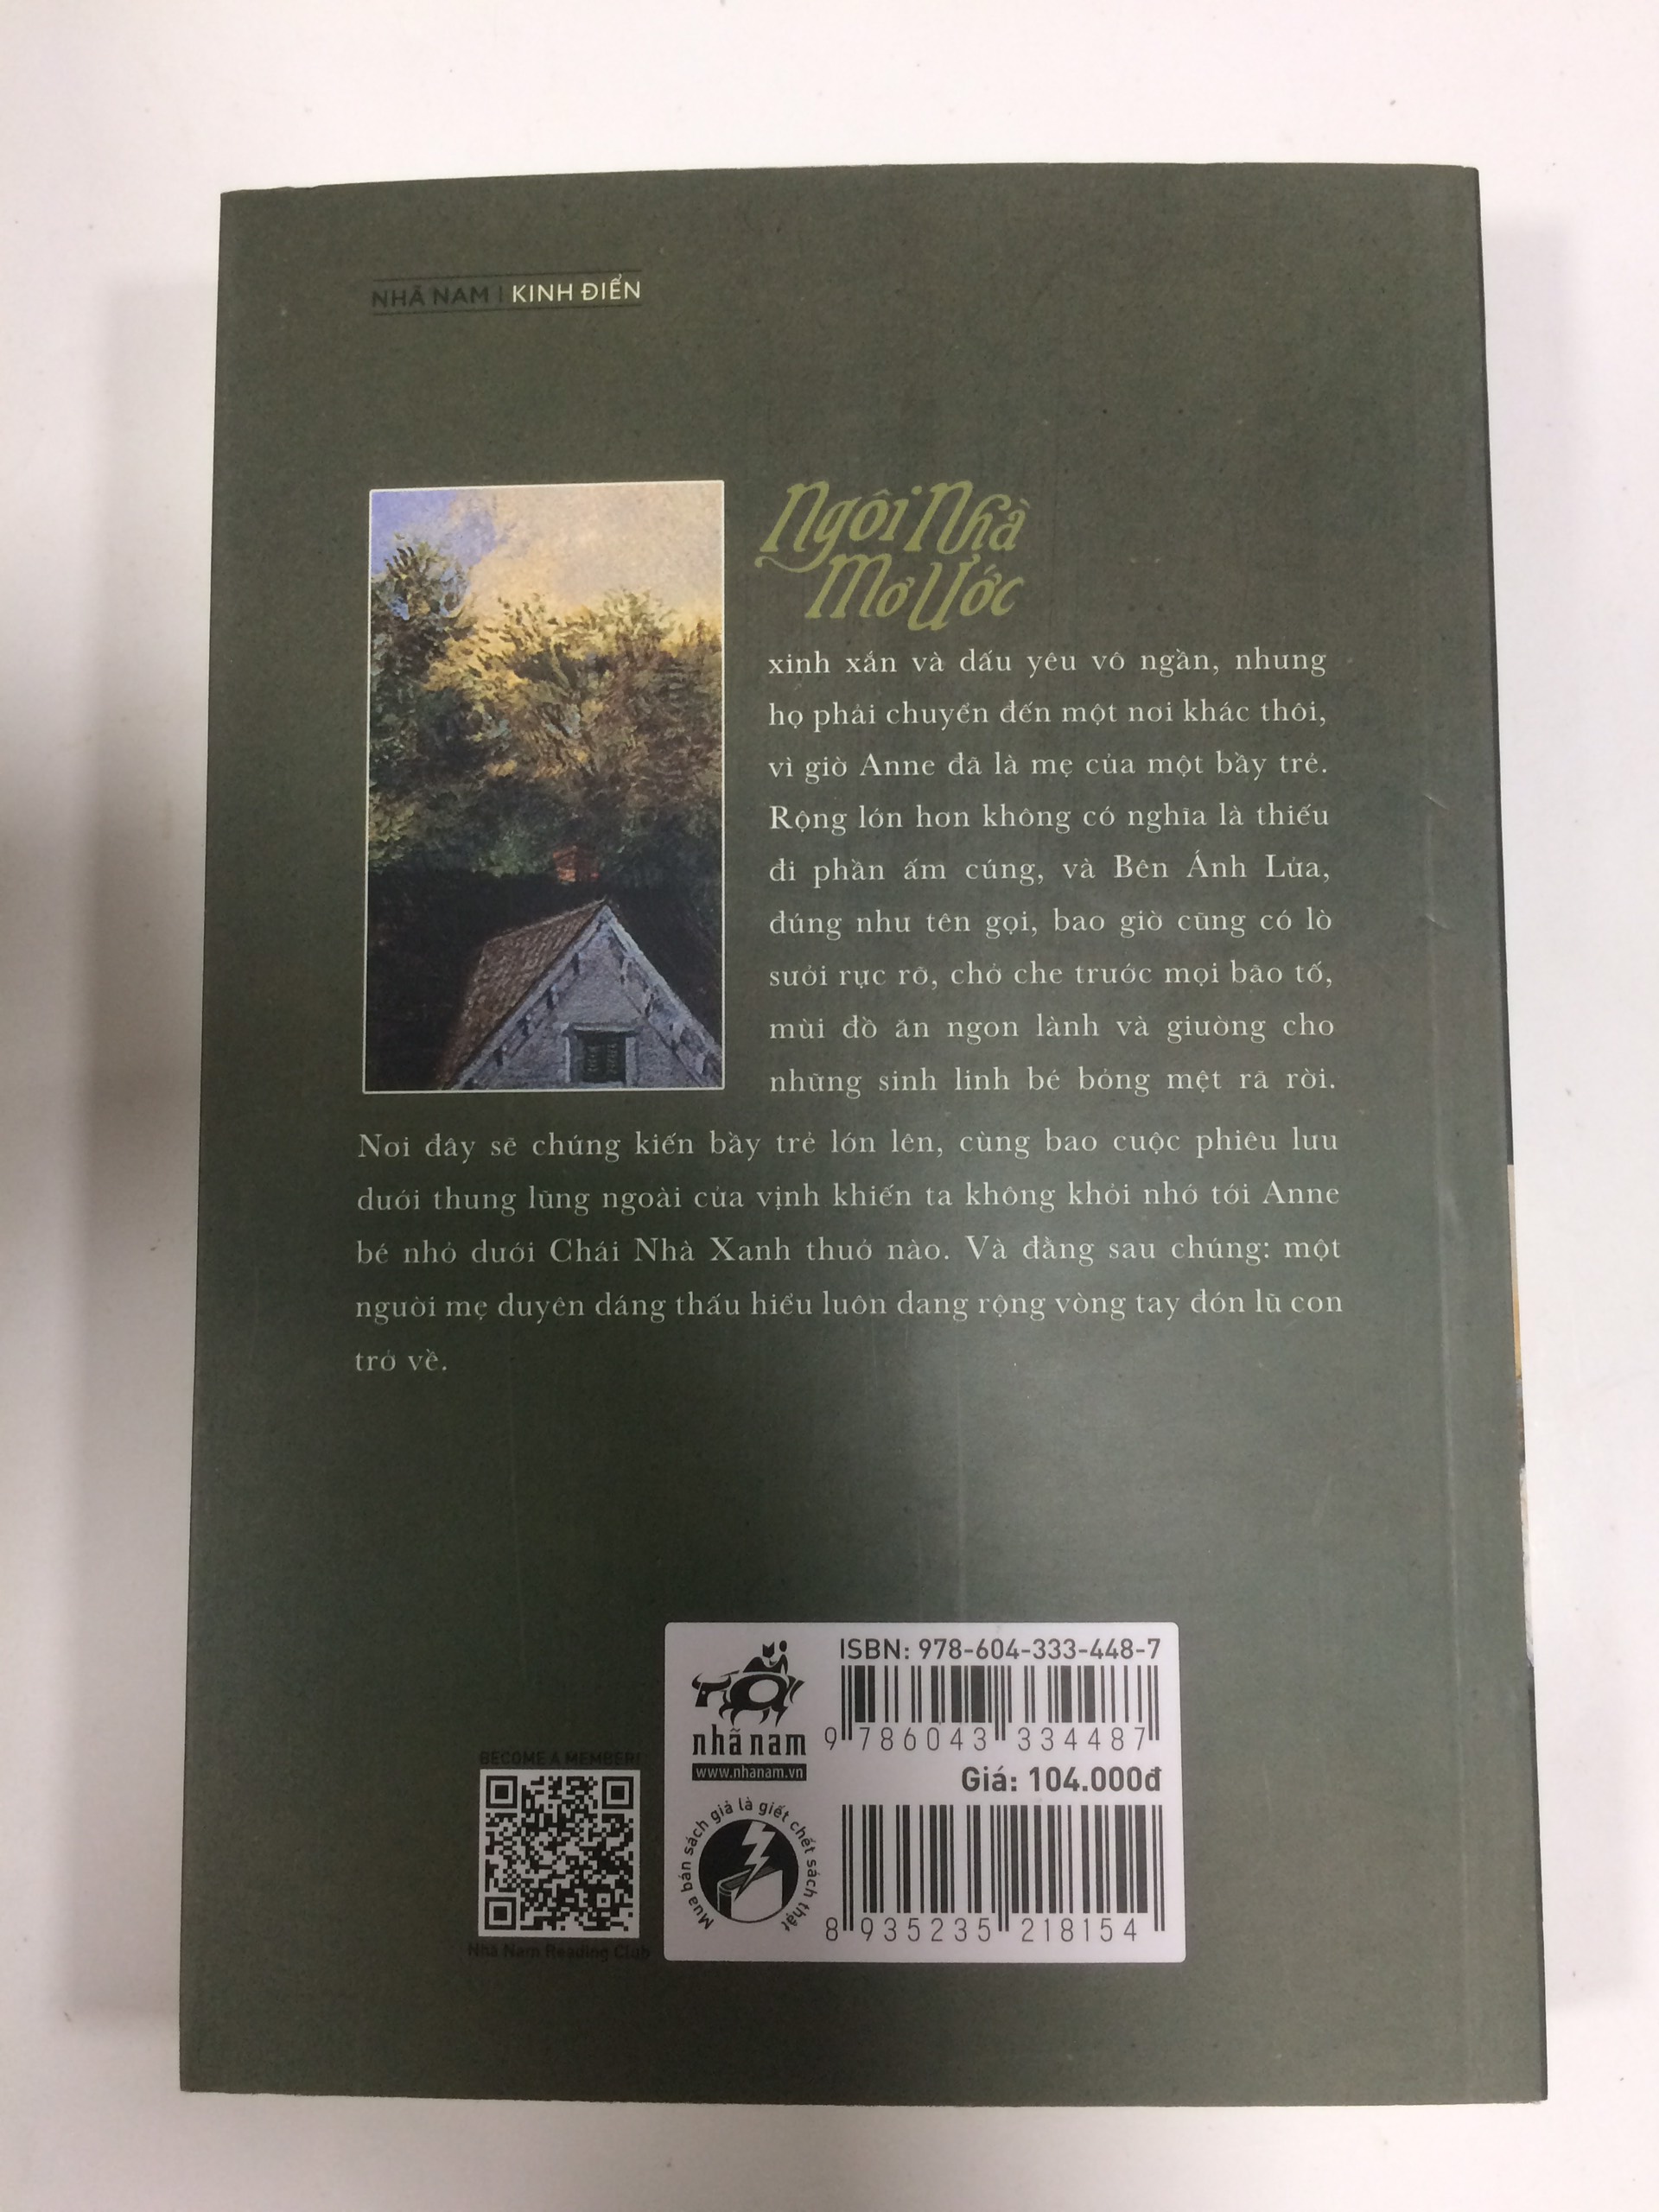 NHÃ NAM | KINH ĐIỂN
Ngôi Nhà
Mơ Ước
xinh xắn và dấu yêu vô ngần, nhưng
họ phải chuyển đến một nơi khác thôi,
vì giờ Anne đã là mẹ của một bầy trẻ.
Rộng lớn hơn không có nghĩa là thiếu
đi phần ấm cúng, và Bên Ánh Lửa,
đúng như tên gọi, bao giờ cũng có lò
sưởi rực rỡ, chở che trước mọi bão tố,
mùi đồ ăn ngon lành và giường cho
những sinh linh bé bỏng mệt rã rời.
Nơi đây sẽ chứng kiến bầy trẻ lớn lên, cùng bao cuộc phiêu lưu
dưới thung lũng ngoài cửa vịnh khiến ta không khỏi nhớ tới Anne
bé nhỏ dưới Chái Nhà Xanh thuở nào. Và đằng sau chúng: một
người mẹ duyên dáng thấu hiểu luôn dang rộng vòng tay đón lũ con
trở về.
BECOME A MEMBER!
Nhã Nam Reading Club
nhã nam
www.nhanam.vn
Mua bán sách giả là giết chết sách thật
ISBN: 978-604-333-448-7
9 786043 334487
Giá: 104.000đ
8 935235 218154